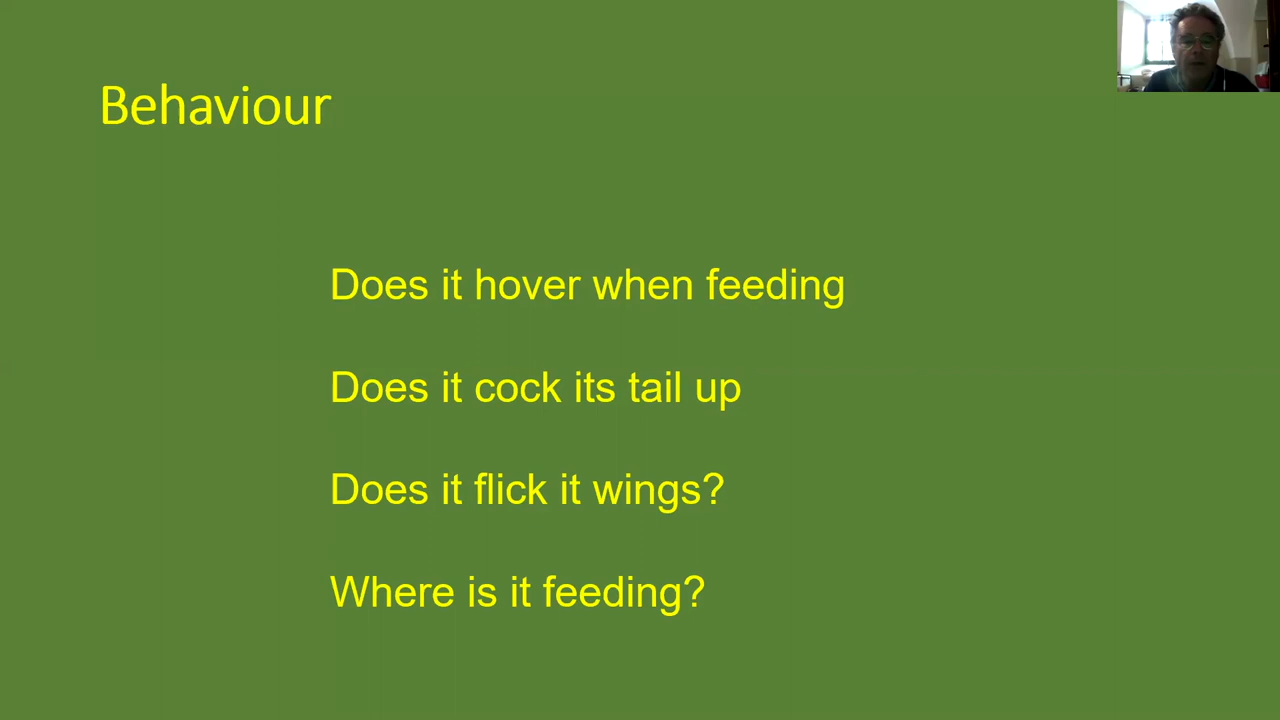 Behaviour
Does it hover when feeding
Does it cock its tail up
Does it flick it wings?
Where is it feeding?